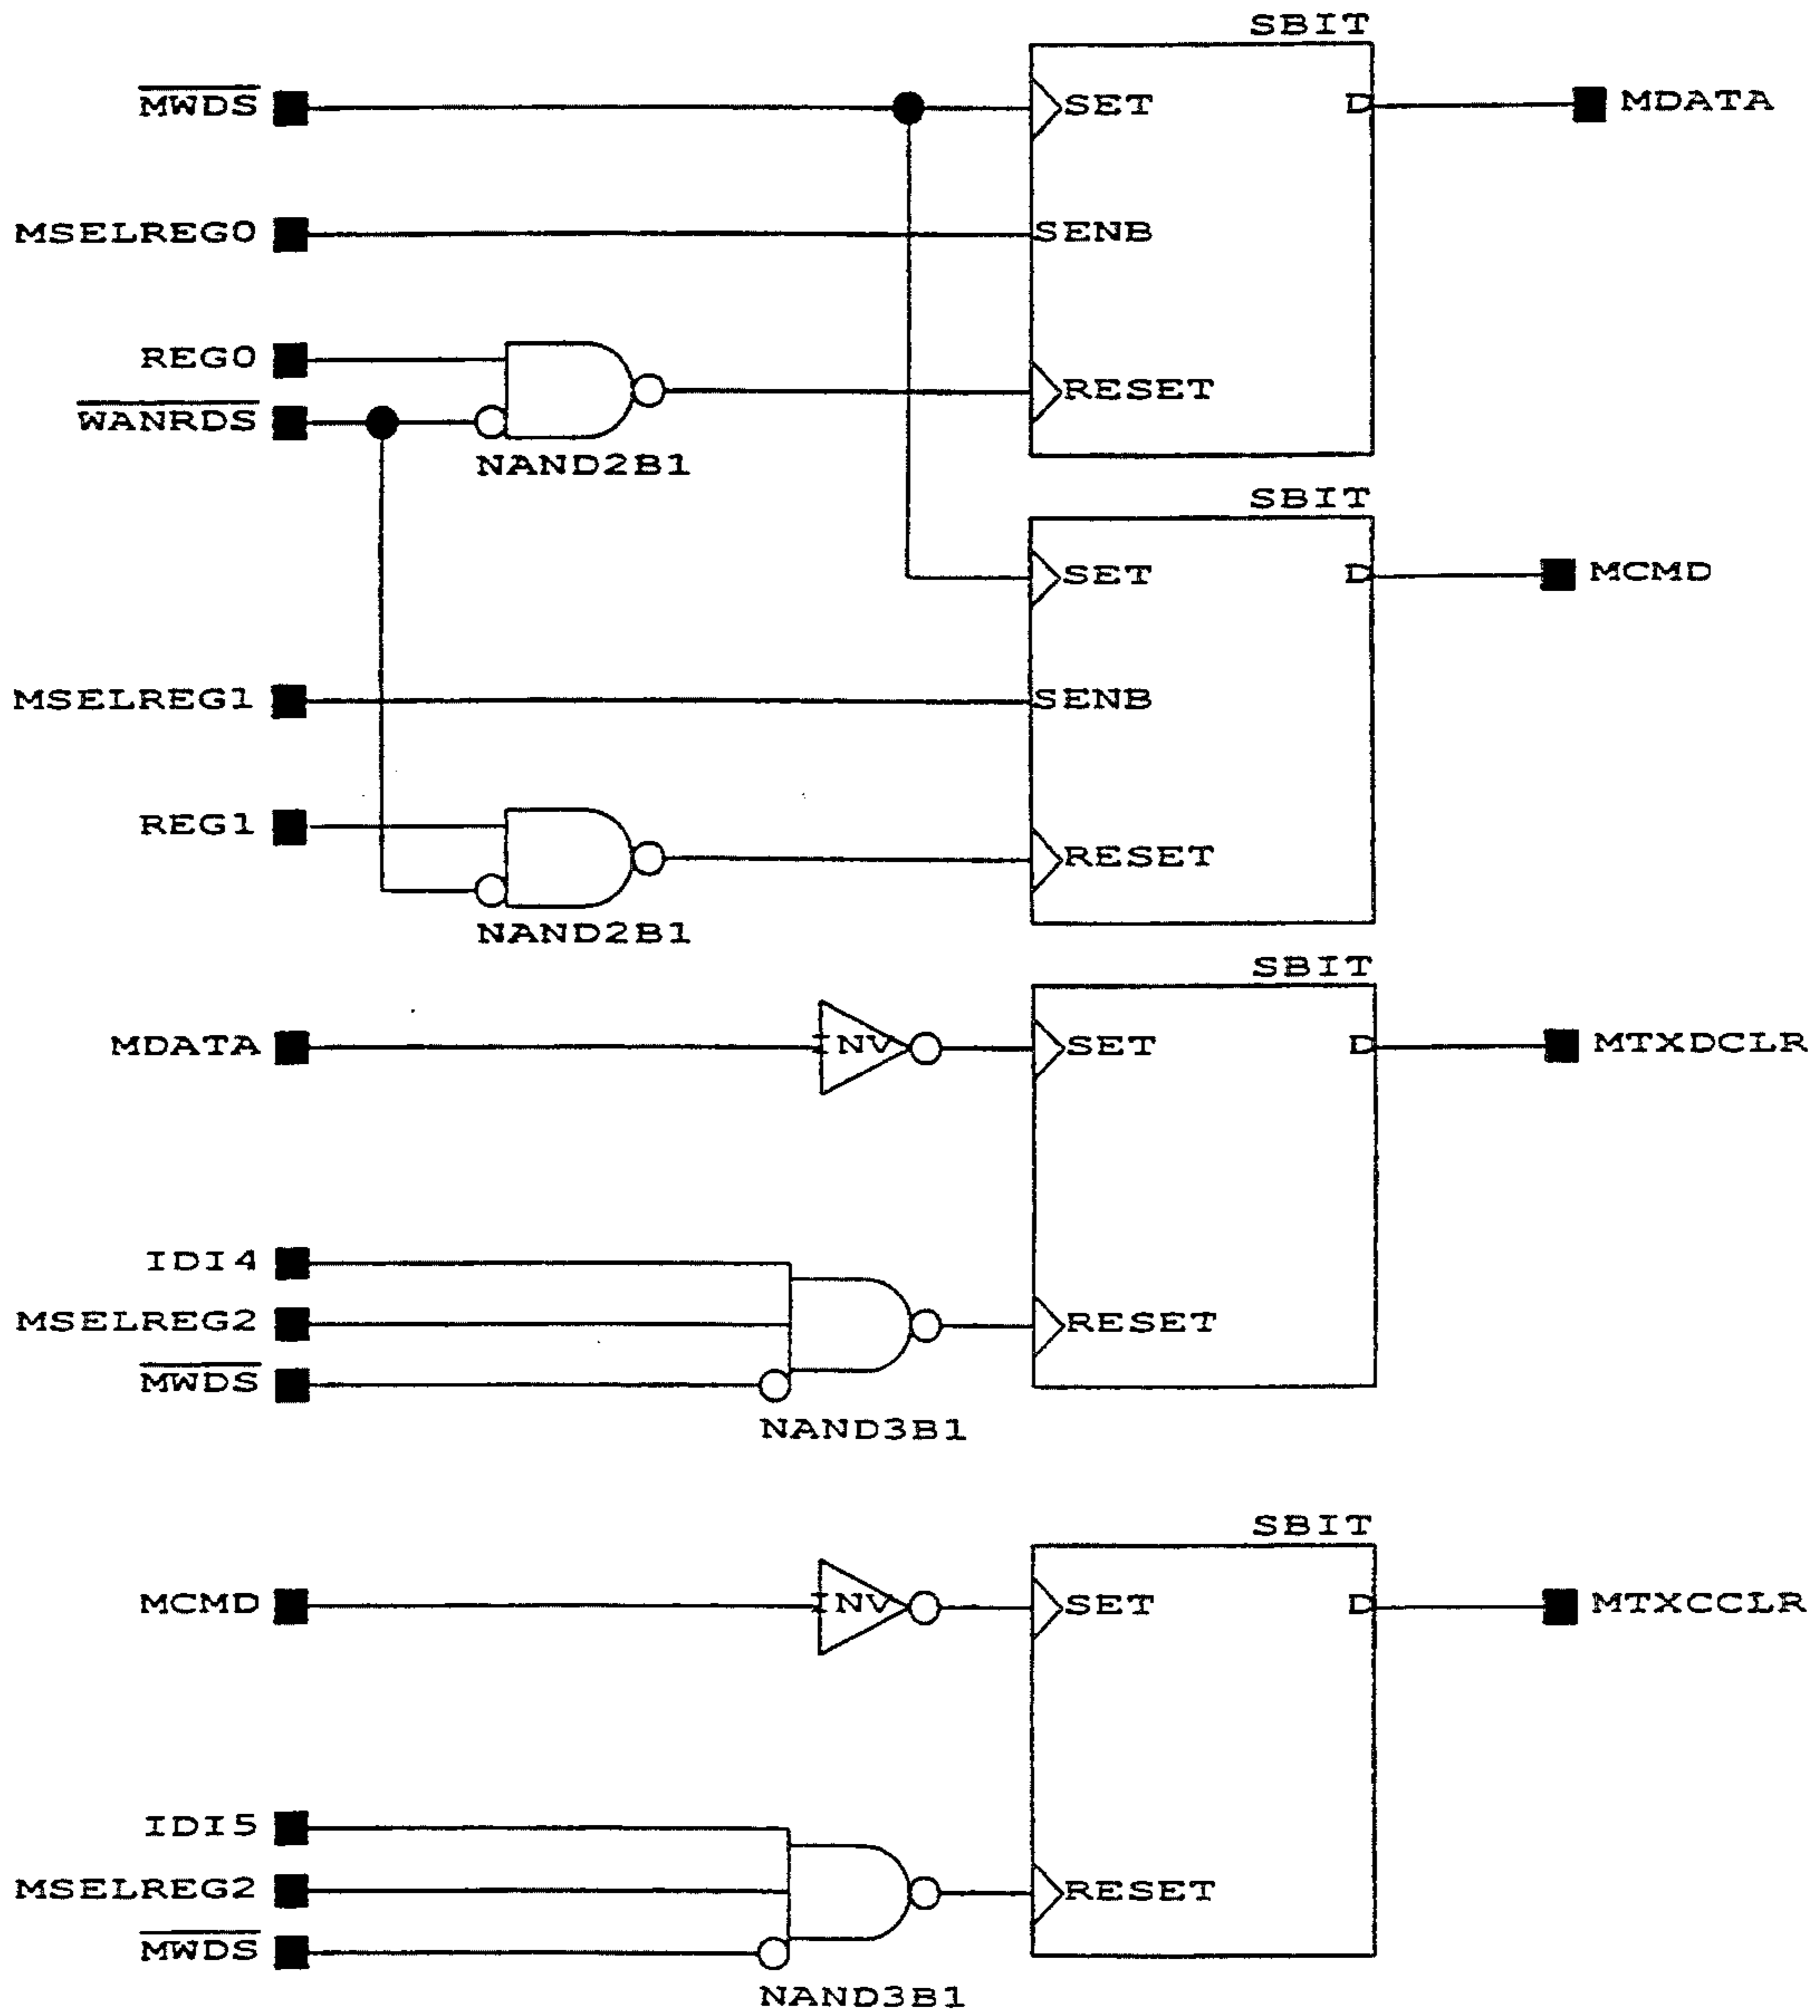 SBIT
MWDS
SET
D
MDATA
MSELREG0
SENB
REG0
RESET
WANRDS
NAND2B1
SBIT
SET
D
MCMD
MSELREG1
SENB
REG1
RESET
NAND2B1
SBIT
MDATA
INV
SET
D
MTXDCLR
IDI4
MSELREG2
RESET
MWDS
NAND3B1
SBIT
MCMD
INV
SET
D
MTXCCLR
IDI5
MSELREG2
RESET
MWDS
NAND3B1